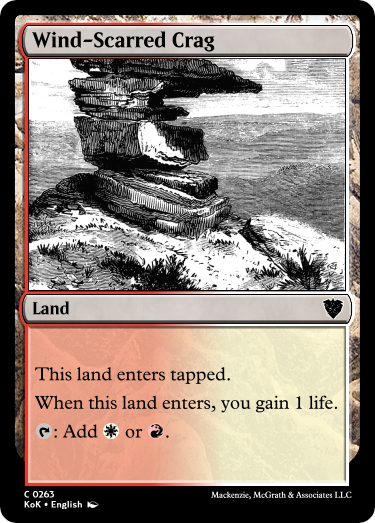 Wind-Scarred Crag
Land
This land enters tapped.
When this land enters, you gain 1 life.
: Add or .
C 0263
KoK • English
Mackenzie, McGrath & Associates LLC